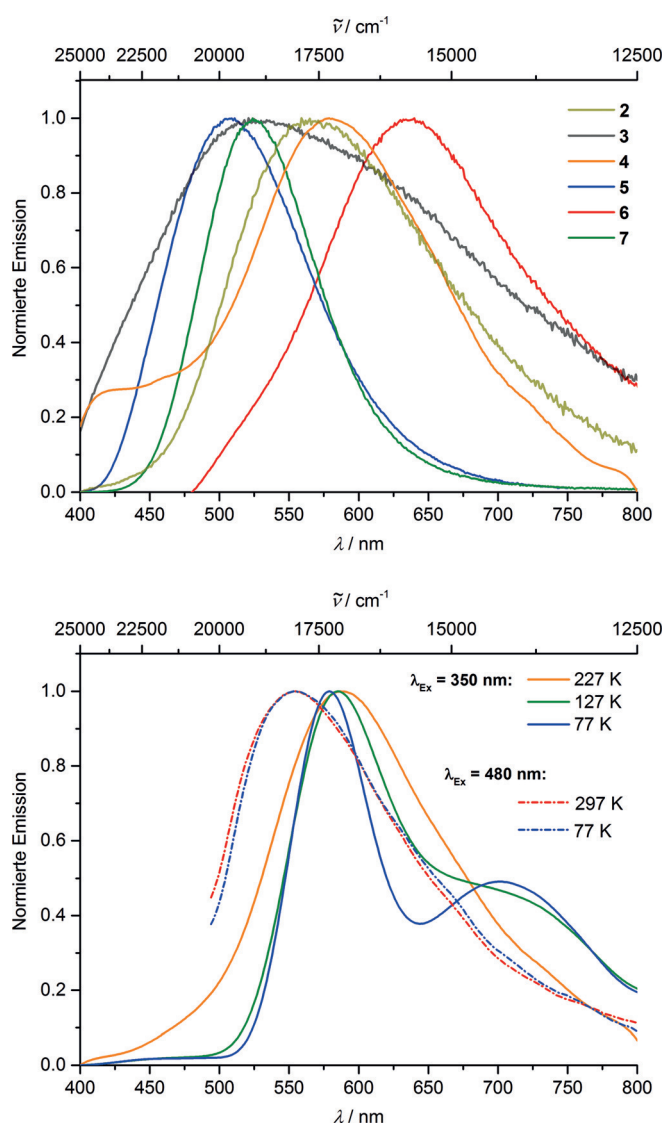 ṽ / cm-1
25000 22500 20000 17500 15000 12500
1.0
0.8
0.6
0.4
0.2
0.0
Normierte Emission
2
3
4
5
6
7
400 450 500 550 600 650 700 750 800
λ / nm
ṽ / cm-1
25000 22500 20000 17500 15000 12500
1.0
0.8
0.6
0.4
0.2
0.0
Normierte Emission
λEx = 350 nm:
227 K
127 K
77 K
λEx = 480 nm:
297 K
77 K
400 450 500 550 600 650 700 750 800
λ / nm